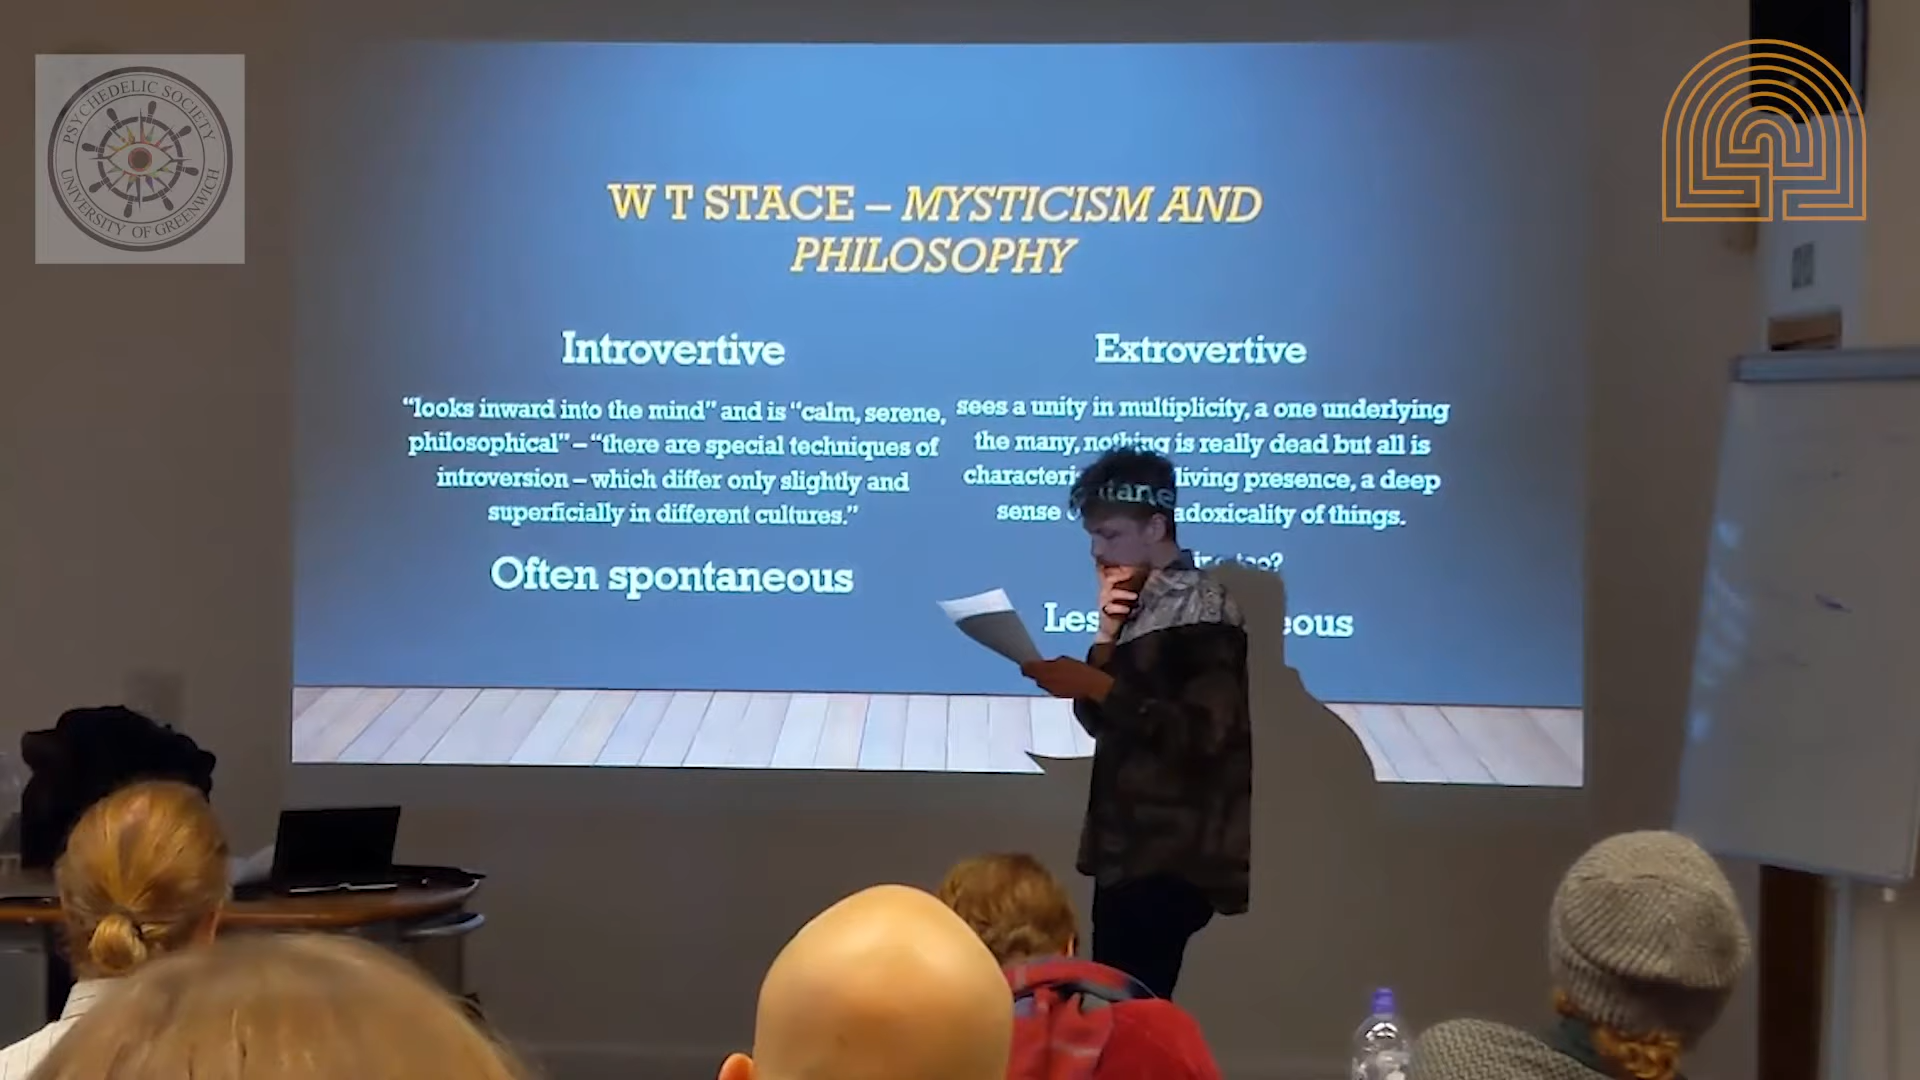 PSYCHEDELIC SOCIETY
UNIVERSITY OF GREENWICH
W T STACE – MYSTICISM AND
PHILOSOPHY
Introvertive
“looks inward into the mind” and is “calm, serene,
philosophical” – “there are special techniques of
introversion – which differ only slightly and
superficially in different cultures.”
Often spontaneous
Extrovertive
sees a unity in multiplicity, a one underlying
the many, nothing is really dead but all is
living presence, a deep
sense
of things.
too?